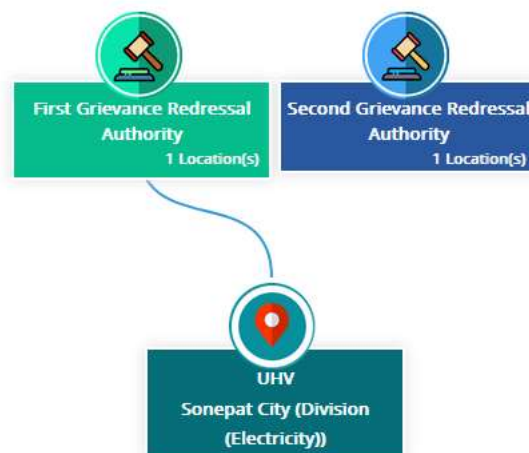 First Grievance Redressal
Authority
1 Location(s)
Second Grievance Redressal
Authority
1 Location(s)
UHV
Sonepat City (Division
(Electricity))